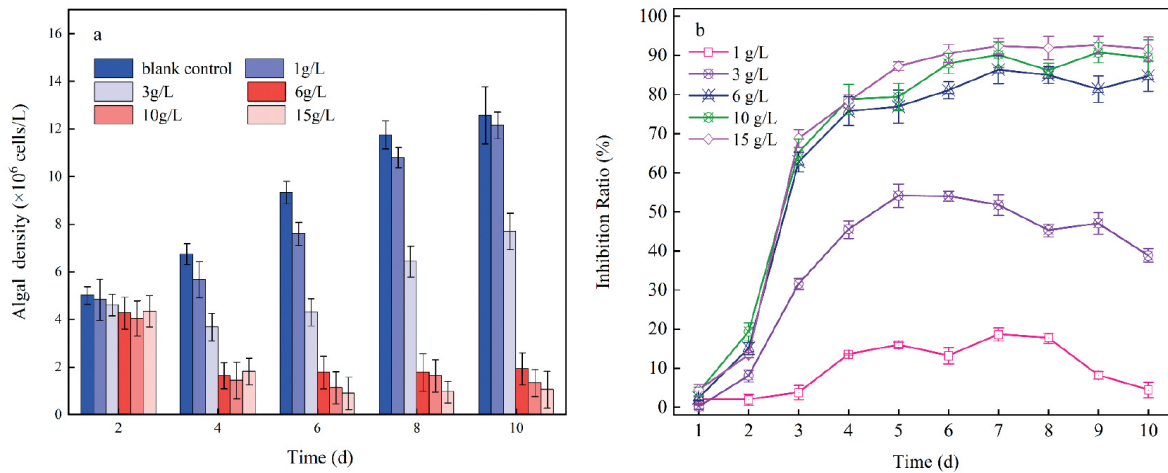 a
blank control 1g/L
3g/L 6g/L
10g/L 15g/L
Algal density (×10⁶ cells/L)
14
12
10
8
6
4
2
0
2 4 6 8 10
Time (d)
b
1 g/L
3 g/L
6 g/L
10 g/L
15 g/L
Inhibition Ratio (%)
100
90
80
70
60
50
40
30
20
10
0
1 2 3 4 5 6 7 8 9 10
Time (d)